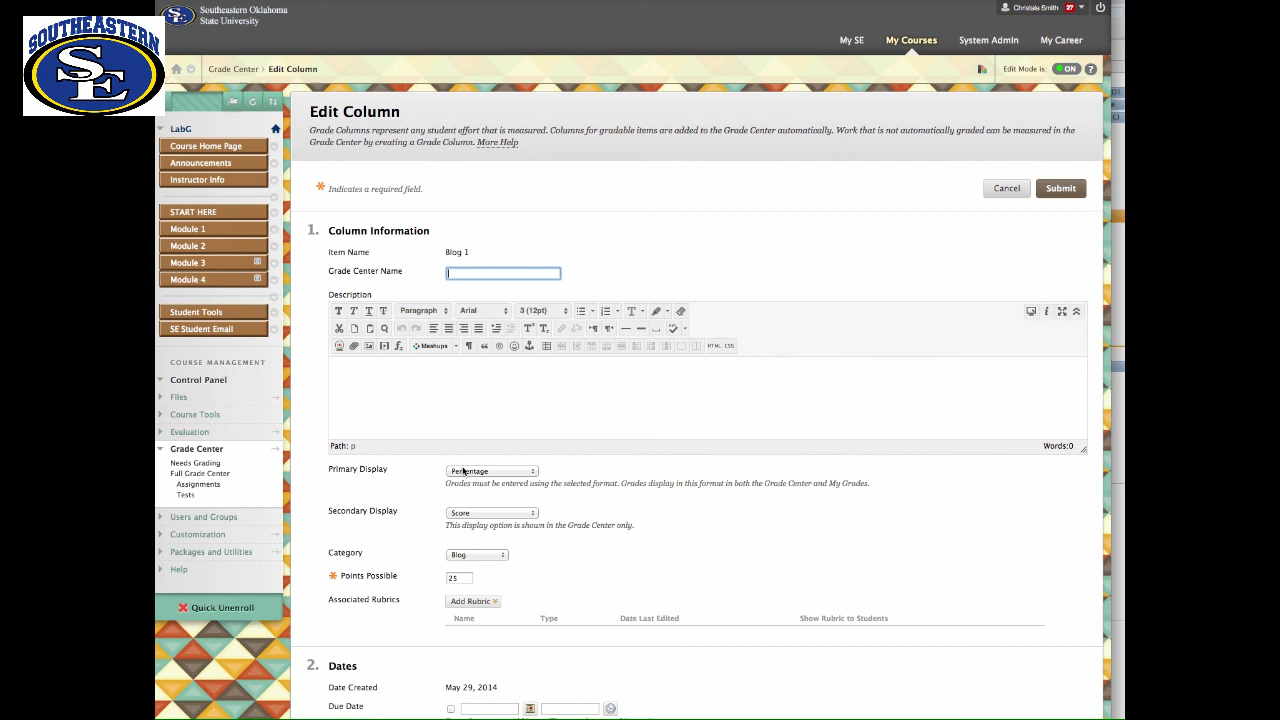 SOUTHEASTERN
SE
Southeastern Oklahoma
State University
Christala Smith 27
My SE My Courses System Admin My Career
Grade Center > Edit Column
Edit Mode is: ON ?
LabG
Course Home Page
Announcements
Instructor Info
START HERE
Module 1
Module 2
Module 3
Module 4
Student Tools
SE Student Email
COURSE MANAGEMENT
Control Panel
Files
Course Tools
Evaluation
Grade Center
Needs Grading
Full Grade Center
Assignments
Tests
Users and Groups
Customization
Packages and Utilities
Help
Quick Unenroll
Edit Column
Grade Columns represent any student effort that is measured. Columns for gradable items are added to the Grade Center automatically. Work that is not automatically graded can be measured in the
Grade Center by creating a Grade Column. More Help
* Indicates a required field.
Cancel Submit
1. Column Information
Item Name Blog 1
Grade Center Name
Description
T T T T Paragraph Arial 3 (12pt)
Mashups HTML CSS
Path: p Words:0
Primary Display Percentage
Grades must be entered using the selected format. Grades display in this format in both the Grade Center and My Grades.
Secondary Display Score
This display option is shown in the Grade Center only.
Category Blog
* Points Possible 25
Associated Rubrics Add Rubric
Name Type Date Last Edited Show Rubric to Students
2. Dates
Date Created May 29, 2014
Due Date